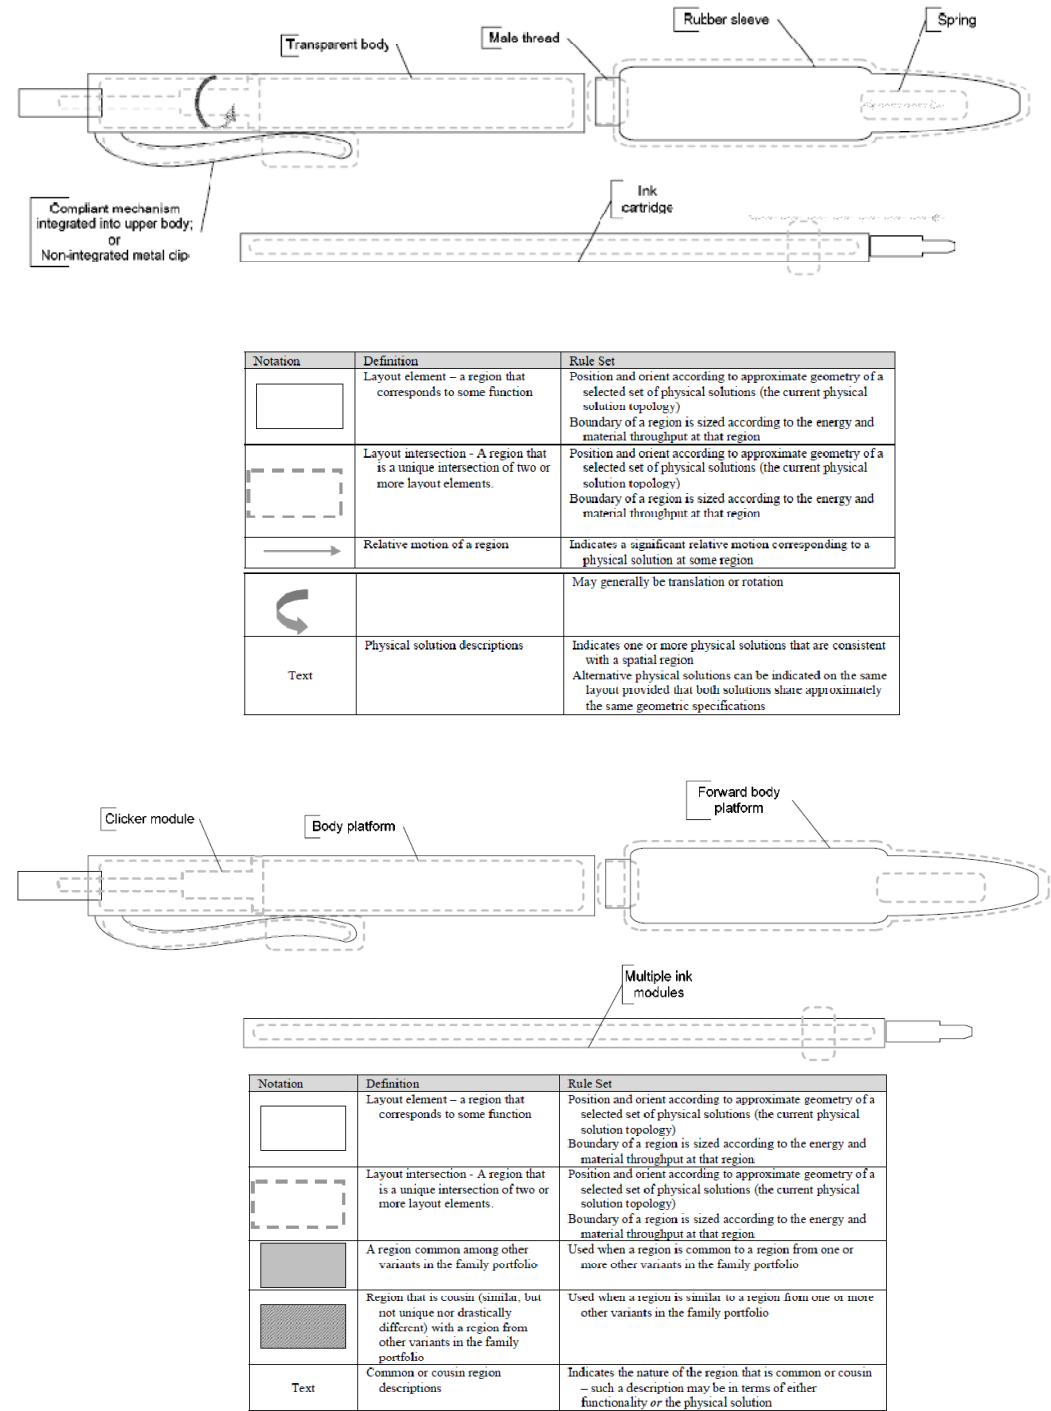 Rubber sleeve
Spring
Male thread
Transparent body
Compliant mechanism
integrated into upper body;
or
Non-integrated metal clip
Ink
cartridge
Notation Definition Rule Set
Layout element – a region that
corresponds to some function
Position and orient according to approximate geometry of a
selected set of physical solutions (the current physical
solution topology)
Boundary of a region is sized according to the energy and
material throughput at that region
Layout intersection - A region that
is a unique intersection of two or
more layout elements.
Position and orient according to approximate geometry of a
selected set of physical solutions (the current physical
solution topology)
Boundary of a region is sized according to the energy and
material throughput at that region
Relative motion of a region
Indicates a significant relative motion corresponding to a
physical solution at some region
May generally be translation or rotation
Text
Physical solution descriptions
Indicates one or more physical solutions that are consistent
with a spatial region
Alternative physical solutions can be indicated on the same
layout provided that both solutions share approximately
the same geometric specifications
Forward body
platform
Clicker module
Body platform
Multiple ink
modules
Notation Definition Rule Set
Layout element – a region that
corresponds to some function
Position and orient according to approximate geometry of a
selected set of physical solutions (the current physical
solution topology)
Boundary of a region is sized according to the energy and
material throughput at that region
Layout intersection - A region that
is a unique intersection of two or
more layout elements.
Position and orient according to approximate geometry of a
selected set of physical solutions (the current physical
solution topology)
Boundary of a region is sized according to the energy and
material throughput at that region
A region common among other
variants in the family portfolio
Used when a region is common to a region from one or
more other variants in the family portfolio
Region that is cousin (similar, but
not unique nor drastically
different) with a region from
other variants in the family
portfolio
Used when a region is similar to a region from one or more
other variants in the family portfolio
Text
Common or cousin region
descriptions
Indicates the nature of the region that is common or cousin
– such a description may be in terms of either
functionality or the physical solution